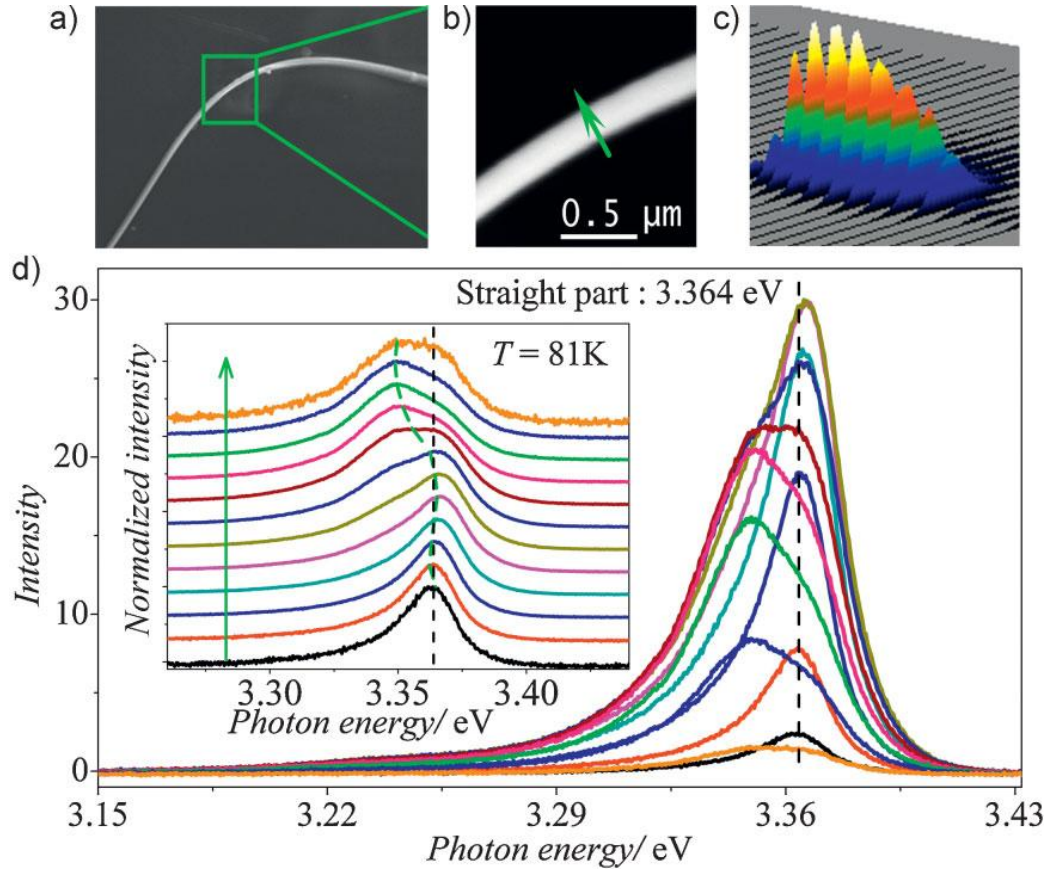 a)
b)
c)
0.5 µm
d)
Straight part : 3.364 eV
T = 81K
Normalized intensity
3.30
3.35
3.40
Photon energy/ eV
Intensity
30
20
10
0
3.15
3.22
3.29
3.36
3.43
Photon energy/ eV